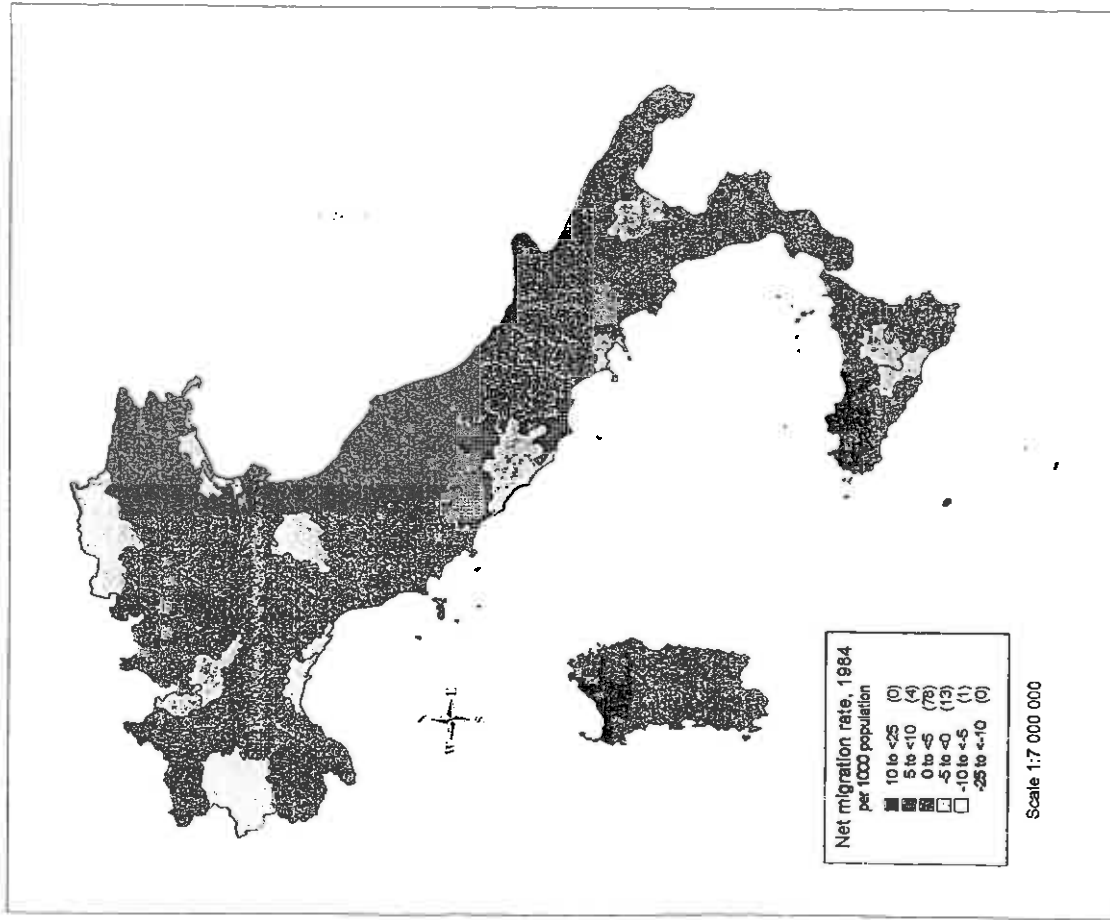 N
W E
S
Net migration rate, 1984
per 1000 population
10 to <25 (0)
5 to <10 (4)
0 to <5 (78)
-5 to <0 (13)
-10 to <-5 (1)
-25 to <-10 (0)
Scale 1:7 000 000